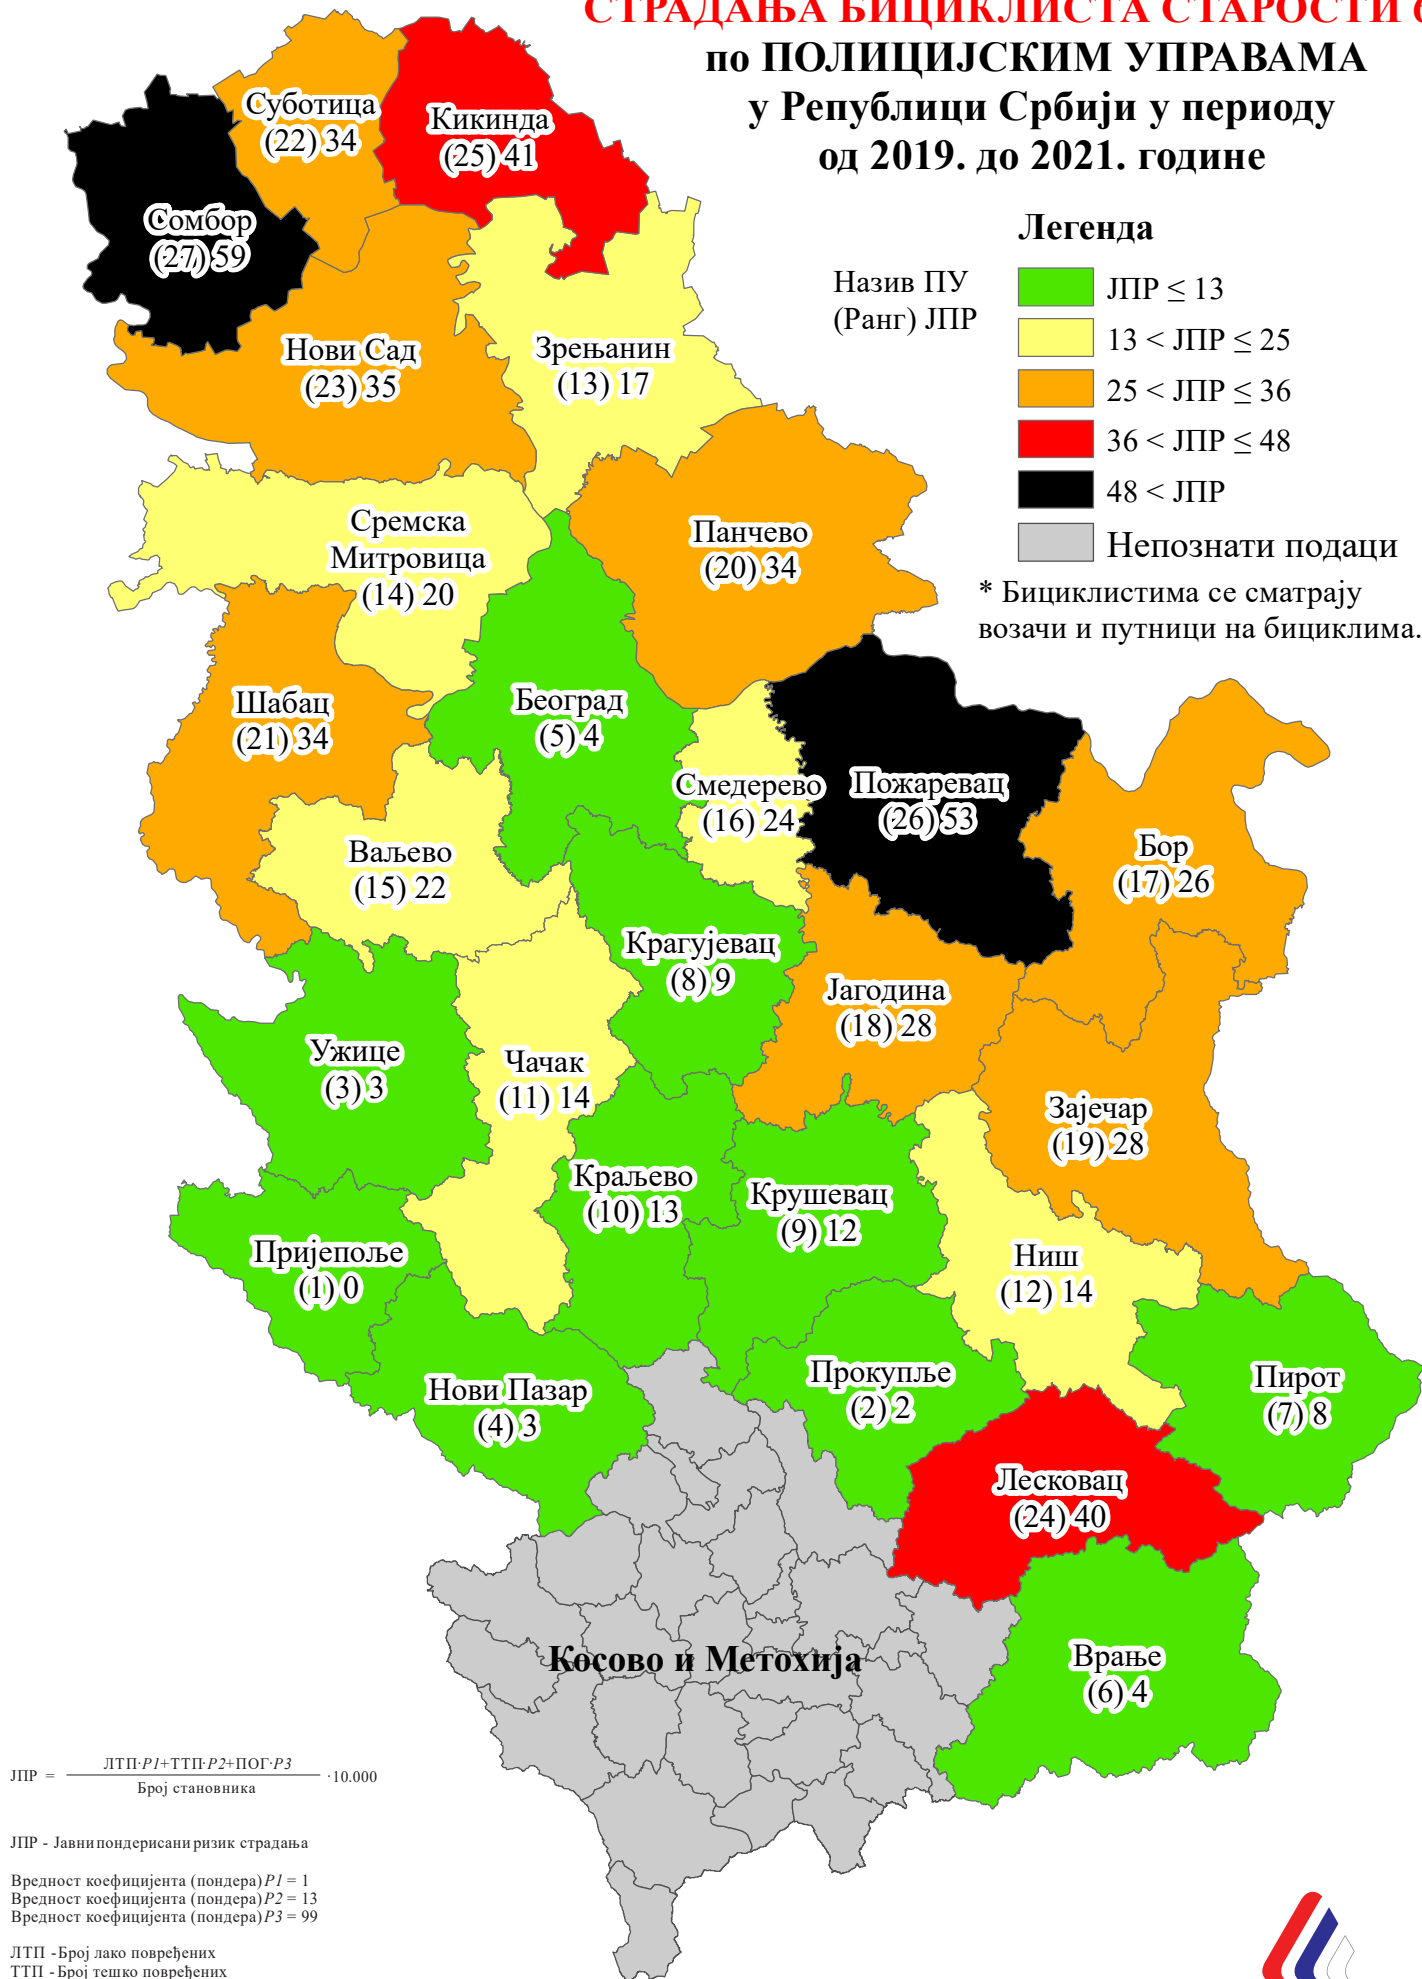 СТРАДАЊА БИЦИКЛИСТА СТАРОСТИ
по ПОЛИЦИЈСКИМ УПРАВАМА
у Републици Србији у периоду
од 2019. до 2021. године
Легенда
Назив ПУ
(Ранг) ЈПР
ЈПР ≤ 13
13 < ЈПР ≤ 25
25 < ЈПР ≤ 36
36 < ЈПР ≤ 48
48 < ЈПР
Непознати подаци
* Бициклистима се сматрају
возачи и путници на бициклима.
Суботица
(22) 34
Кикинда
(25) 41
Сомбор
(27) 59
Нови Сад
(23) 35
Зрењанин
(13) 17
Сремска
Митровица
(14) 20
Панчево
(20) 34
Шабац
(21) 34
Београд
(5) 4
Смедерево
(16) 24
Пожаревац
(26) 53
Бор
(17) 26
Ваљево
(15) 22
Крагујевац
(8) 9
Јагодина
(18) 28
Ужице
(3) 3
Чачак
(11) 14
Зајечар
(19) 28
Краљево
(10) 13
Крушевац
(9) 12
Ниш
(12) 14
Пријепоље
(1) 0
Нови Пазар
(4) 3
Прокупље
(2) 2
Пирот
(7) 8
Лесковац
(24) 40
Врање
(6) 4
Косово и Метохија
ЈПР = ЛТП·P1+ТТП·P2+ПОГ·P3 ·10.000
Број становника
ЈПР - Јавни пондерисани ризик страдања
Вредност коефицијента (пондера) P1 = 1
Вредност коефицијента (пондера) P2 = 13
Вредност коефицијента (пондера) P3 = 99
ЛТП - Број лако повређених
ТТП - Број тешко повређених